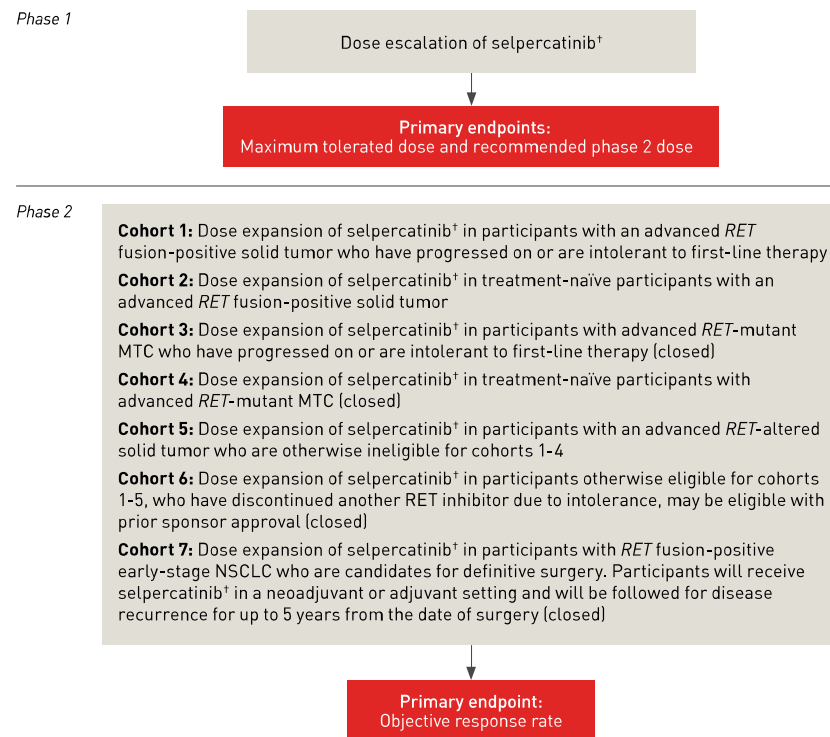 Phase 1
Dose escalation of selpercatinib†
Primary endpoints:
Maximum tolerated dose and recommended phase 2 dose
Phase 2
Cohort 1: Dose expansion of selpercatinib† in participants with an advanced RET
fusion-positive solid tumor who have progressed on or are intolerant to first-line therapy
Cohort 2: Dose expansion of selpercatinib† in treatment-naïve participants with an
advanced RET fusion-positive solid tumor
Cohort 3: Dose expansion of selpercatinib† in participants with advanced RET-mutant
MTC who have progressed on or are intolerant to first-line therapy (closed)
Cohort 4: Dose expansion of selpercatinib† in treatment-naïve participants with
advanced RET-mutant MTC (closed)
Cohort 5: Dose expansion of selpercatinib† in participants with an advanced RET-altered
solid tumor who are otherwise ineligible for cohorts 1-4
Cohort 6: Dose expansion of selpercatinib† in participants otherwise eligible for cohorts
1-5, who have discontinued another RET inhibitor due to intolerance, may be eligible with
prior sponsor approval (closed)
Cohort 7: Dose expansion of selpercatinib† in participants with RET fusion-positive
early-stage NSCLC who are candidates for definitive surgery. Participants will receive
selpercatinib† in a neoadjuvant or adjuvant setting and will be followed for disease
recurrence for up to 5 years from the date of surgery (closed)
Primary endpoint:
Objective response rate